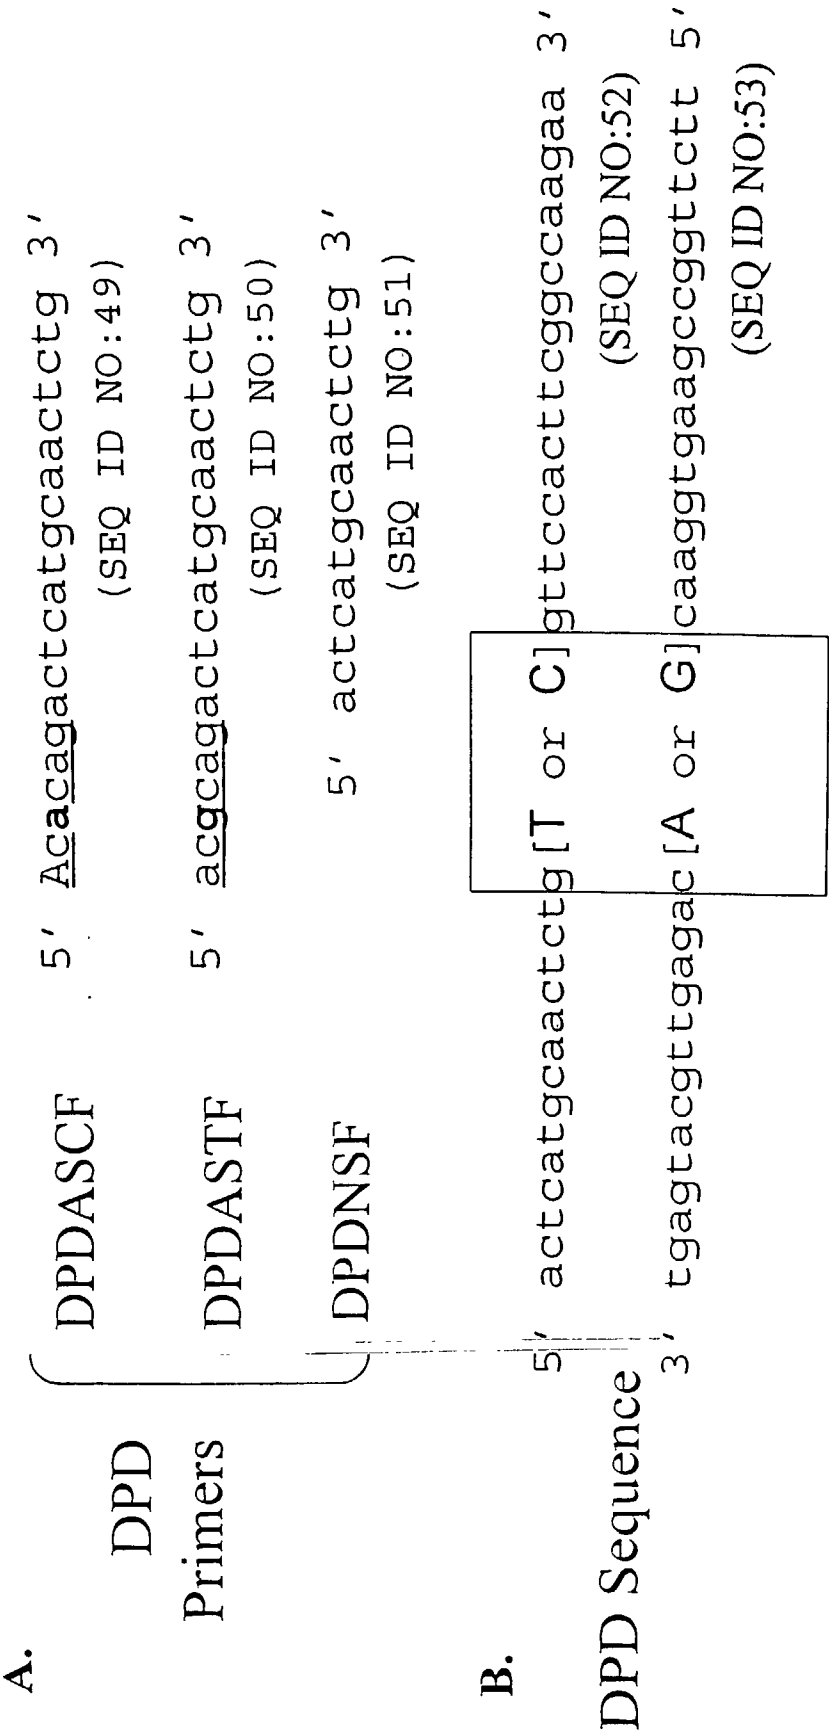 A.
DPD
Primers
DPDASCF 5′ Acacagactcatgcaactctg 3′
(SEQ ID NO:49)
DPDASTF 5′ acgcagactcatgcaactctg 3′
(SEQ ID NO:50)
DPDNSF 5′ actcatgcaactctg 3′
(SEQ ID NO:51)
B.
DPD Sequence
5′ actcatgcaactctg[T or C]gttccacttcggccaagaa 3′
(SEQ ID NO:52)
3′ tgagtacgttgagac[A or G]caaggtgaagccggttctt 5′
(SEQ ID NO:53)